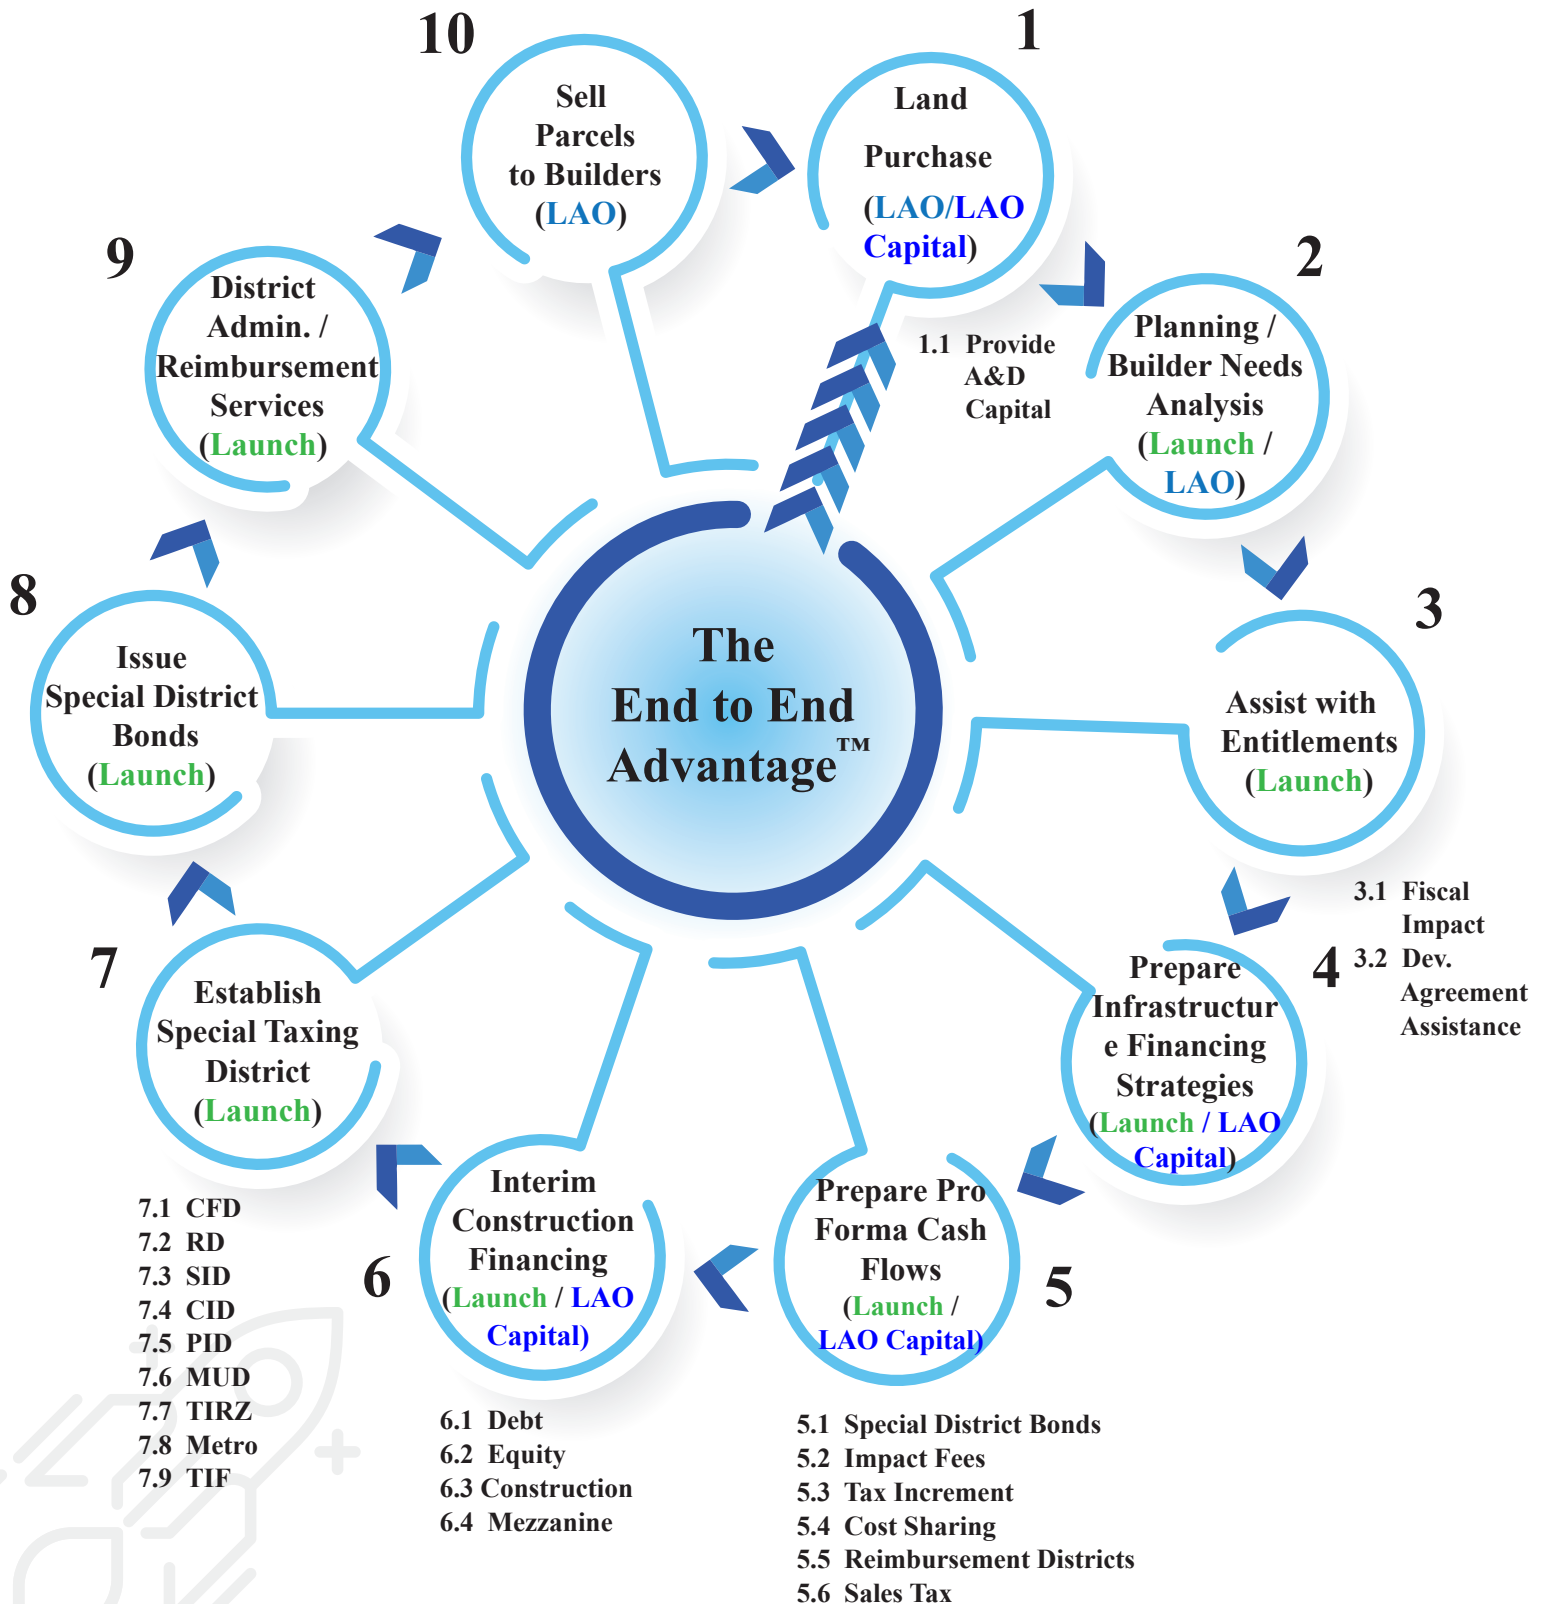 The
End to End
Advantage™
1
Land
Purchase
(LAO/LAO
Capital)
1.1 Provide
A&D
Capital
2
Planning /
Builder Needs
Analysis
(Launch /
LAO)
3
Assist with
Entitlements
(Launch)
3.1 Fiscal
Impact
3.2 Dev.
Agreement
Assistance
4
Prepare
Infrastructur
e Financing
Strategies
(Launch / LAO
Capital)
5
Prepare Pro
Forma Cash
Flows
(Launch /
LAO Capital)
5.1 Special District Bonds
5.2 Impact Fees
5.3 Tax Increment
5.4 Cost Sharing
5.5 Reimbursement Districts
5.6 Sales Tax
6
Interim
Construction
Financing
(Launch / LAO
Capital)
6.1 Debt
6.2 Equity
6.3 Construction
6.4 Mezzanine
7
Establish
Special Taxing
District
(Launch)
7.1 CFD
7.2 RD
7.3 SID
7.4 CID
7.5 PID
7.6 MUD
7.7 TIRZ
7.8 Metro
7.9 TIF
8
Issue
Special District
Bonds
(Launch)
9
District
Admin. /
Reimbursement
Services
(Launch)
10
Sell
Parcels
to Builders
(LAO)